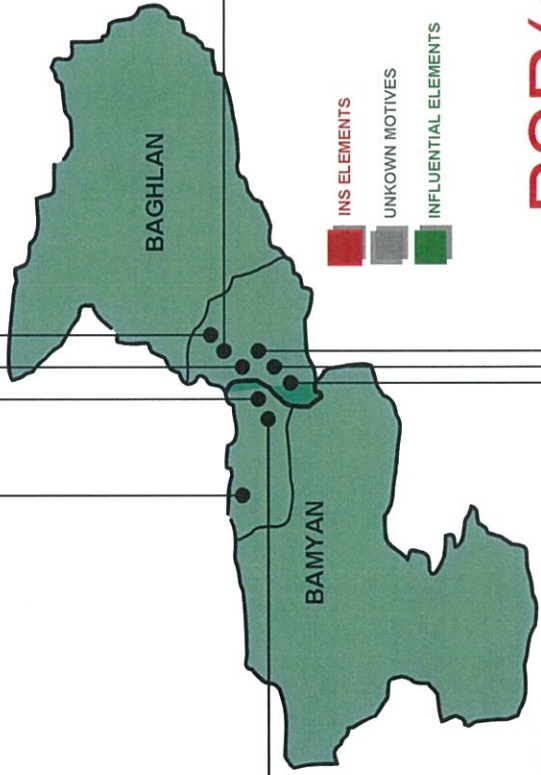 BAGHLAN
BAMYAN
INS ELEMENTS
UNKOWN MOTIVES
INFLUENTIAL ELEMENTS